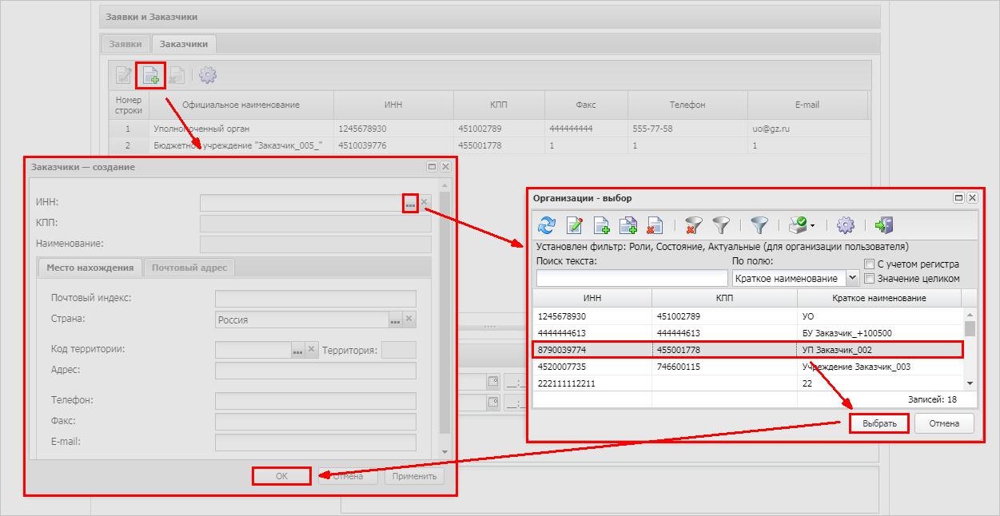 Заявки и Заказчики
Заявки Заказчики
Номер строки Официальное наименование ИНН КПП Факс Телефон E-mail
1 Уполномоченный орган 1245678930 451002789 444444444 555-77-58 uo@gz.ru
2 Бюджетное учреждение "Заказчик_005_" 4510039776 455001778 1 1 1
Заказчики — создание
ИНН: ...
КПП:
Наименование:
Место нахождения Почтовый адрес
Почтовый индекс:
Страна: Россия ...
Код территории: ... Территория:
Адрес:
Телефон:
Факс:
E-mail:
OK Отмена Применить
Организации - выбор
Установлен фильтр: Роли, Состояние, Актуальные (для организации пользователя)
Поиск текста: По полю: С учетом регистра
Краткое наименование Значение целиком
ИНН КПП Краткое наименование
1245678930 451002789 УО
4444444613 444444613 БУ Заказчик_+100500
8790039774 455001778 УП Заказчик_002
4520007735 746600115 Учреждение Заказчик_003
222111112211 22
Записей: 18
Выбрать Отмена
__:_
__:_